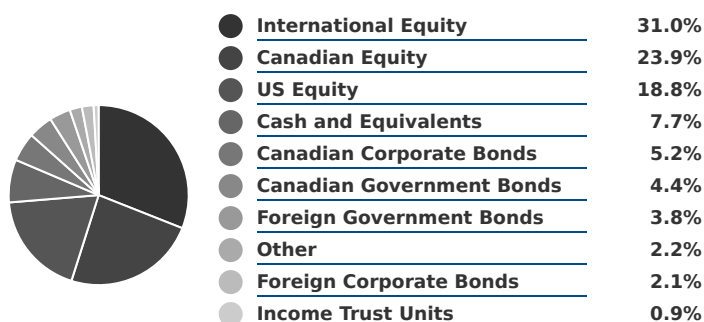 International Equity 31.0%
Canadian Equity 23.9%
US Equity 18.8%
Cash and Equivalents 7.7%
Canadian Corporate Bonds 5.2%
Canadian Government Bonds 4.4%
Foreign Government Bonds 3.8%
Other 2.2%
Foreign Corporate Bonds 2.1%
Income Trust Units 0.9%